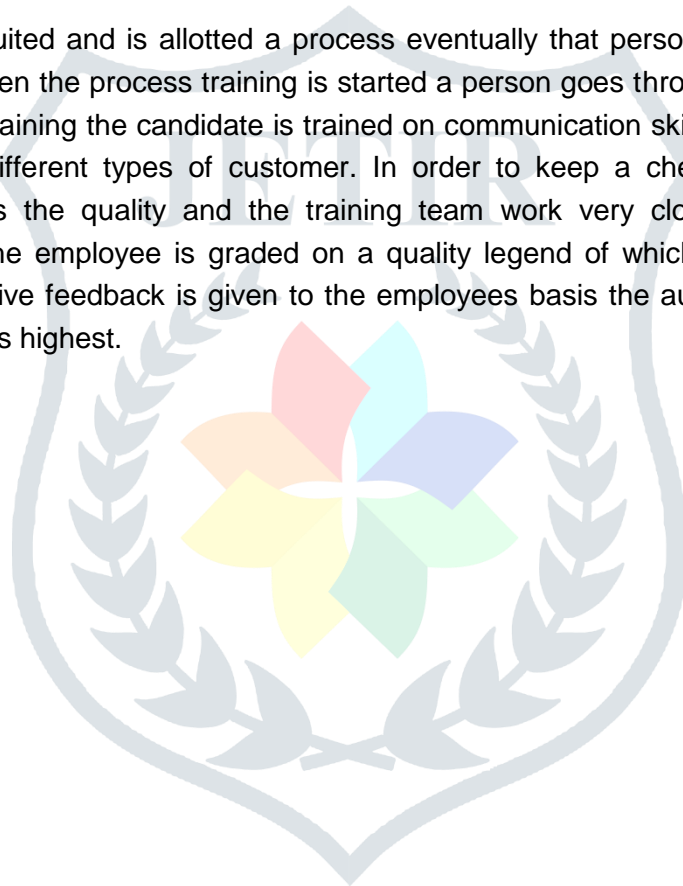 uited and is allotted a process eventually that perso
en the process training is started a person goes thro
aining the candidate is trained on communication ski
ifferent types of customer. In order to keep a che
s the quality and the training team work very clo
ne employee is graded on a quality legend of which
ive feedback is given to the employees basis the au
s highest.
JETIR